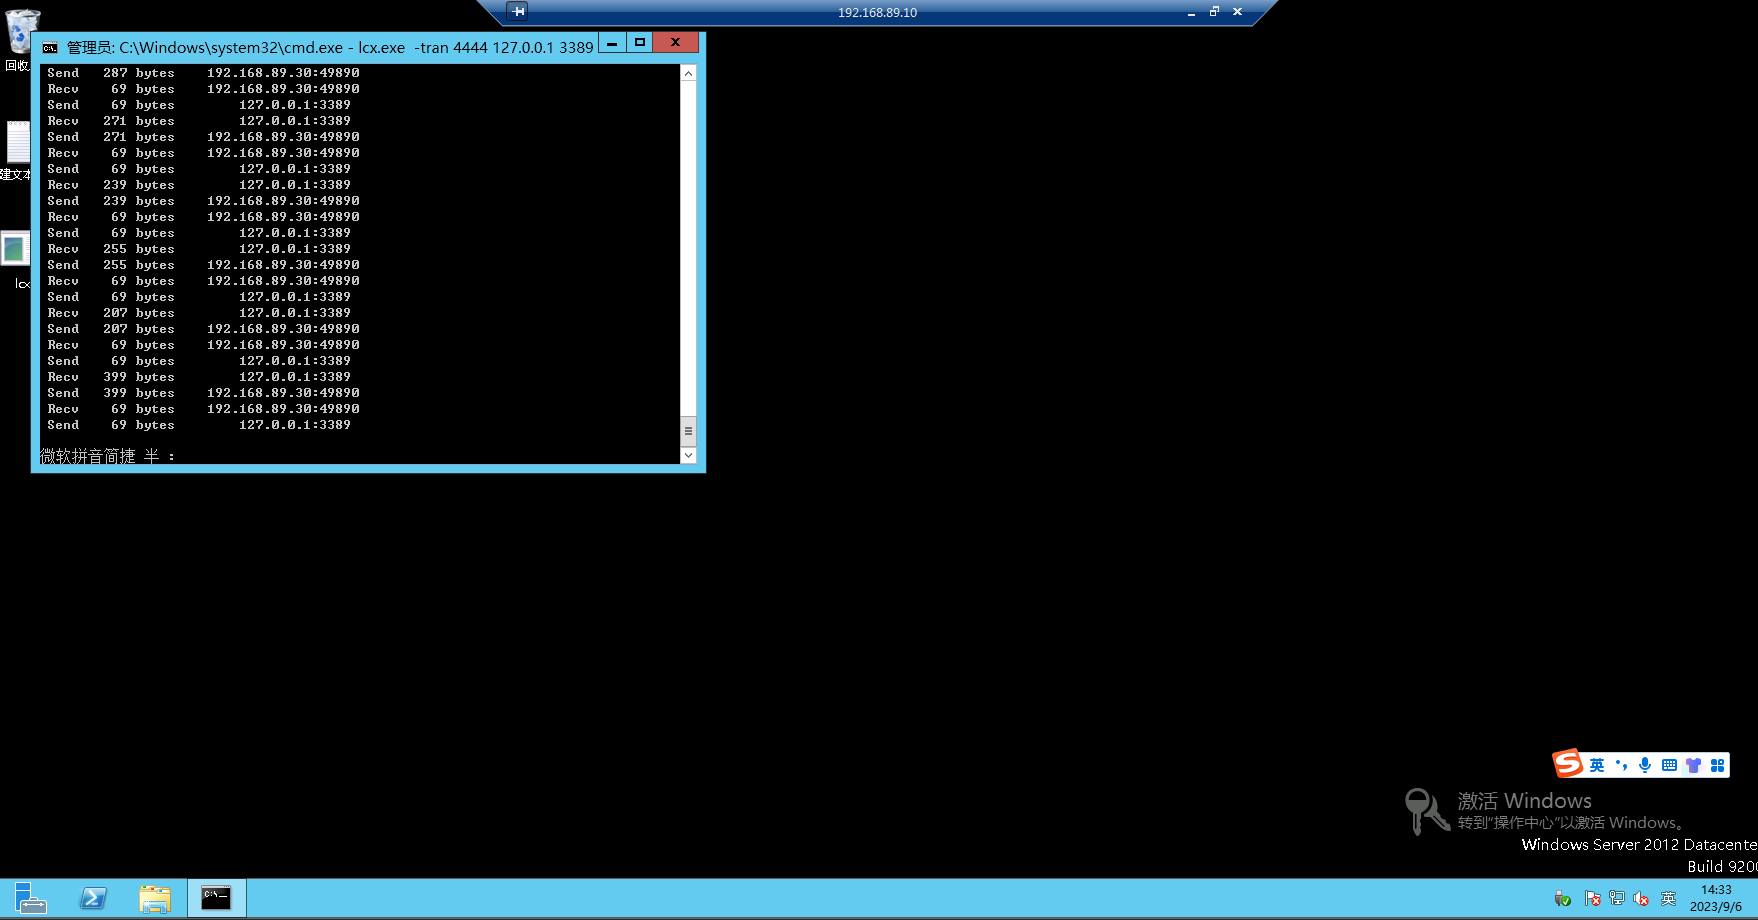 192.168.89.10
回收
管理员: C:\Windows\system32\cmd.exe - lcx.exe  -tran 4444 127.0.0.1 3389
Send   287 bytes    192.168.89.30:49890
Recv    69 bytes    192.168.89.30:49890
Send    69 bytes        127.0.0.1:3389
Recv   271 bytes        127.0.0.1:3389
Send   271 bytes    192.168.89.30:49890
Recv    69 bytes    192.168.89.30:49890
Send    69 bytes        127.0.0.1:3389
Recv   239 bytes        127.0.0.1:3389
Send   239 bytes    192.168.89.30:49890
Recv    69 bytes    192.168.89.30:49890
Send    69 bytes        127.0.0.1:3389
Recv   255 bytes        127.0.0.1:3389
Send   255 bytes    192.168.89.30:49890
Recv    69 bytes    192.168.89.30:49890
Send    69 bytes        127.0.0.1:3389
Recv   207 bytes        127.0.0.1:3389
Send   207 bytes    192.168.89.30:49890
Recv    69 bytes    192.168.89.30:49890
Send    69 bytes        127.0.0.1:3389
Recv   399 bytes        127.0.0.1:3389
Send   399 bytes    192.168.89.30:49890
Recv    69 bytes    192.168.89.30:49890
Send    69 bytes        127.0.0.1:3389
微软拼音简捷 半 :
建文本
lcx
英
激活 Windows
转到“操作中心”以激活 Windows。
Windows Server 2012 Datacente
Build 920
英
14:33
2023/9/6